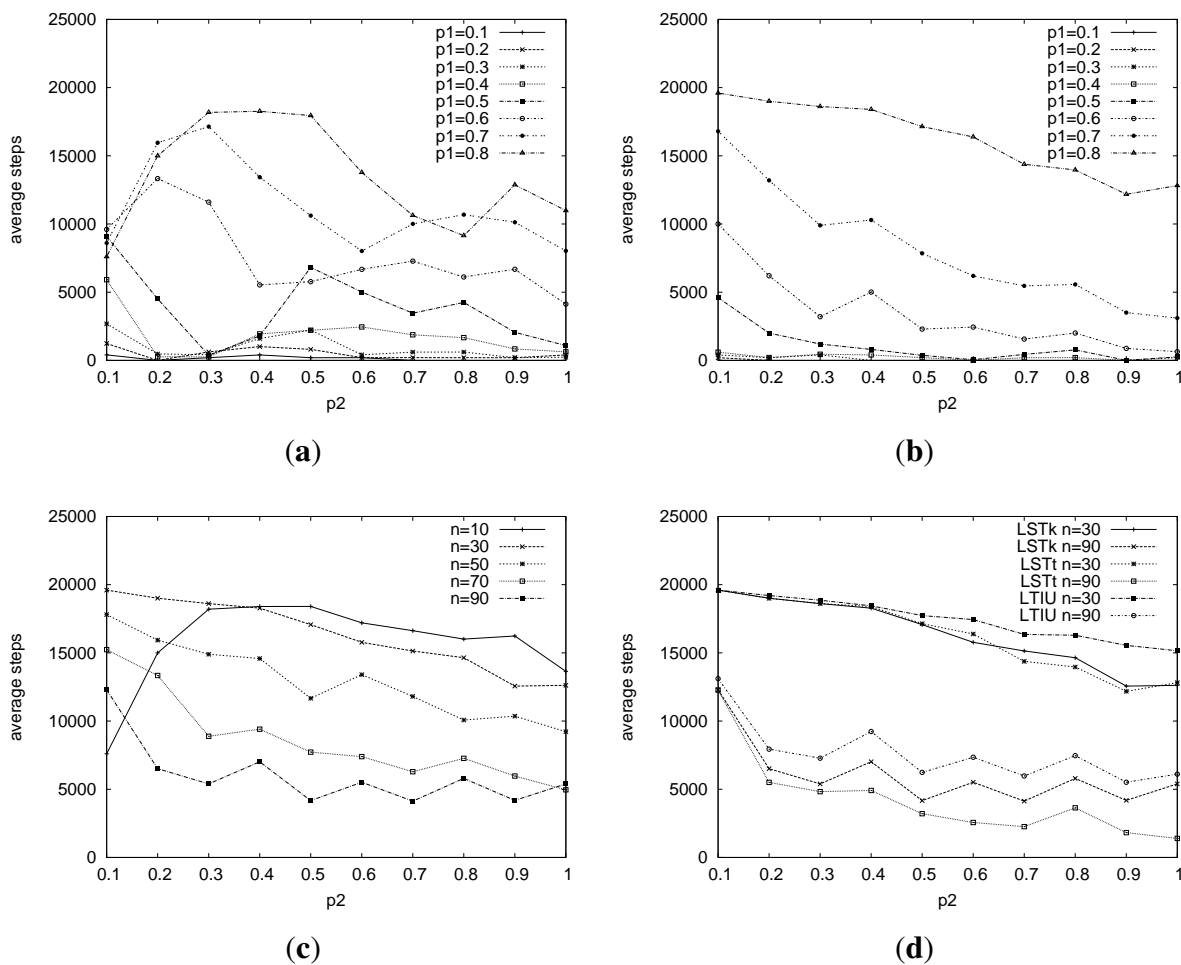 25000
20000
15000
10000
5000
0
average steps
p1=0.1
p1=0.2
p1=0.3
p1=0.4
p1=0.5
p1=0.6
p1=0.7
p1=0.8
0.1 0.2 0.3 0.4 0.5 0.6 0.7 0.8 0.9 1
p2
(a)
25000
20000
15000
10000
5000
0
average steps
p1=0.1
p1=0.2
p1=0.3
p1=0.4
p1=0.5
p1=0.6
p1=0.7
p1=0.8
0.1 0.2 0.3 0.4 0.5 0.6 0.7 0.8 0.9 1
p2
(b)
25000
20000
15000
10000
5000
0
average steps
n=10
n=30
n=50
n=70
n=90
0.1 0.2 0.3 0.4 0.5 0.6 0.7 0.8 0.9 1
p2
(c)
25000
20000
15000
10000
5000
0
average steps
LSTk n=30
LSTk n=90
LSTt n=30
LSTt n=90
LTIU n=30
LTIU n=90
0.1 0.2 0.3 0.4 0.5 0.6 0.7 0.8 0.9 1
p2
(d)